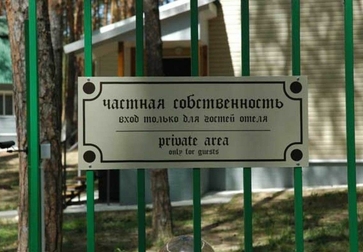 частная собственность
вход только для гостей отеля
private area
only for guests